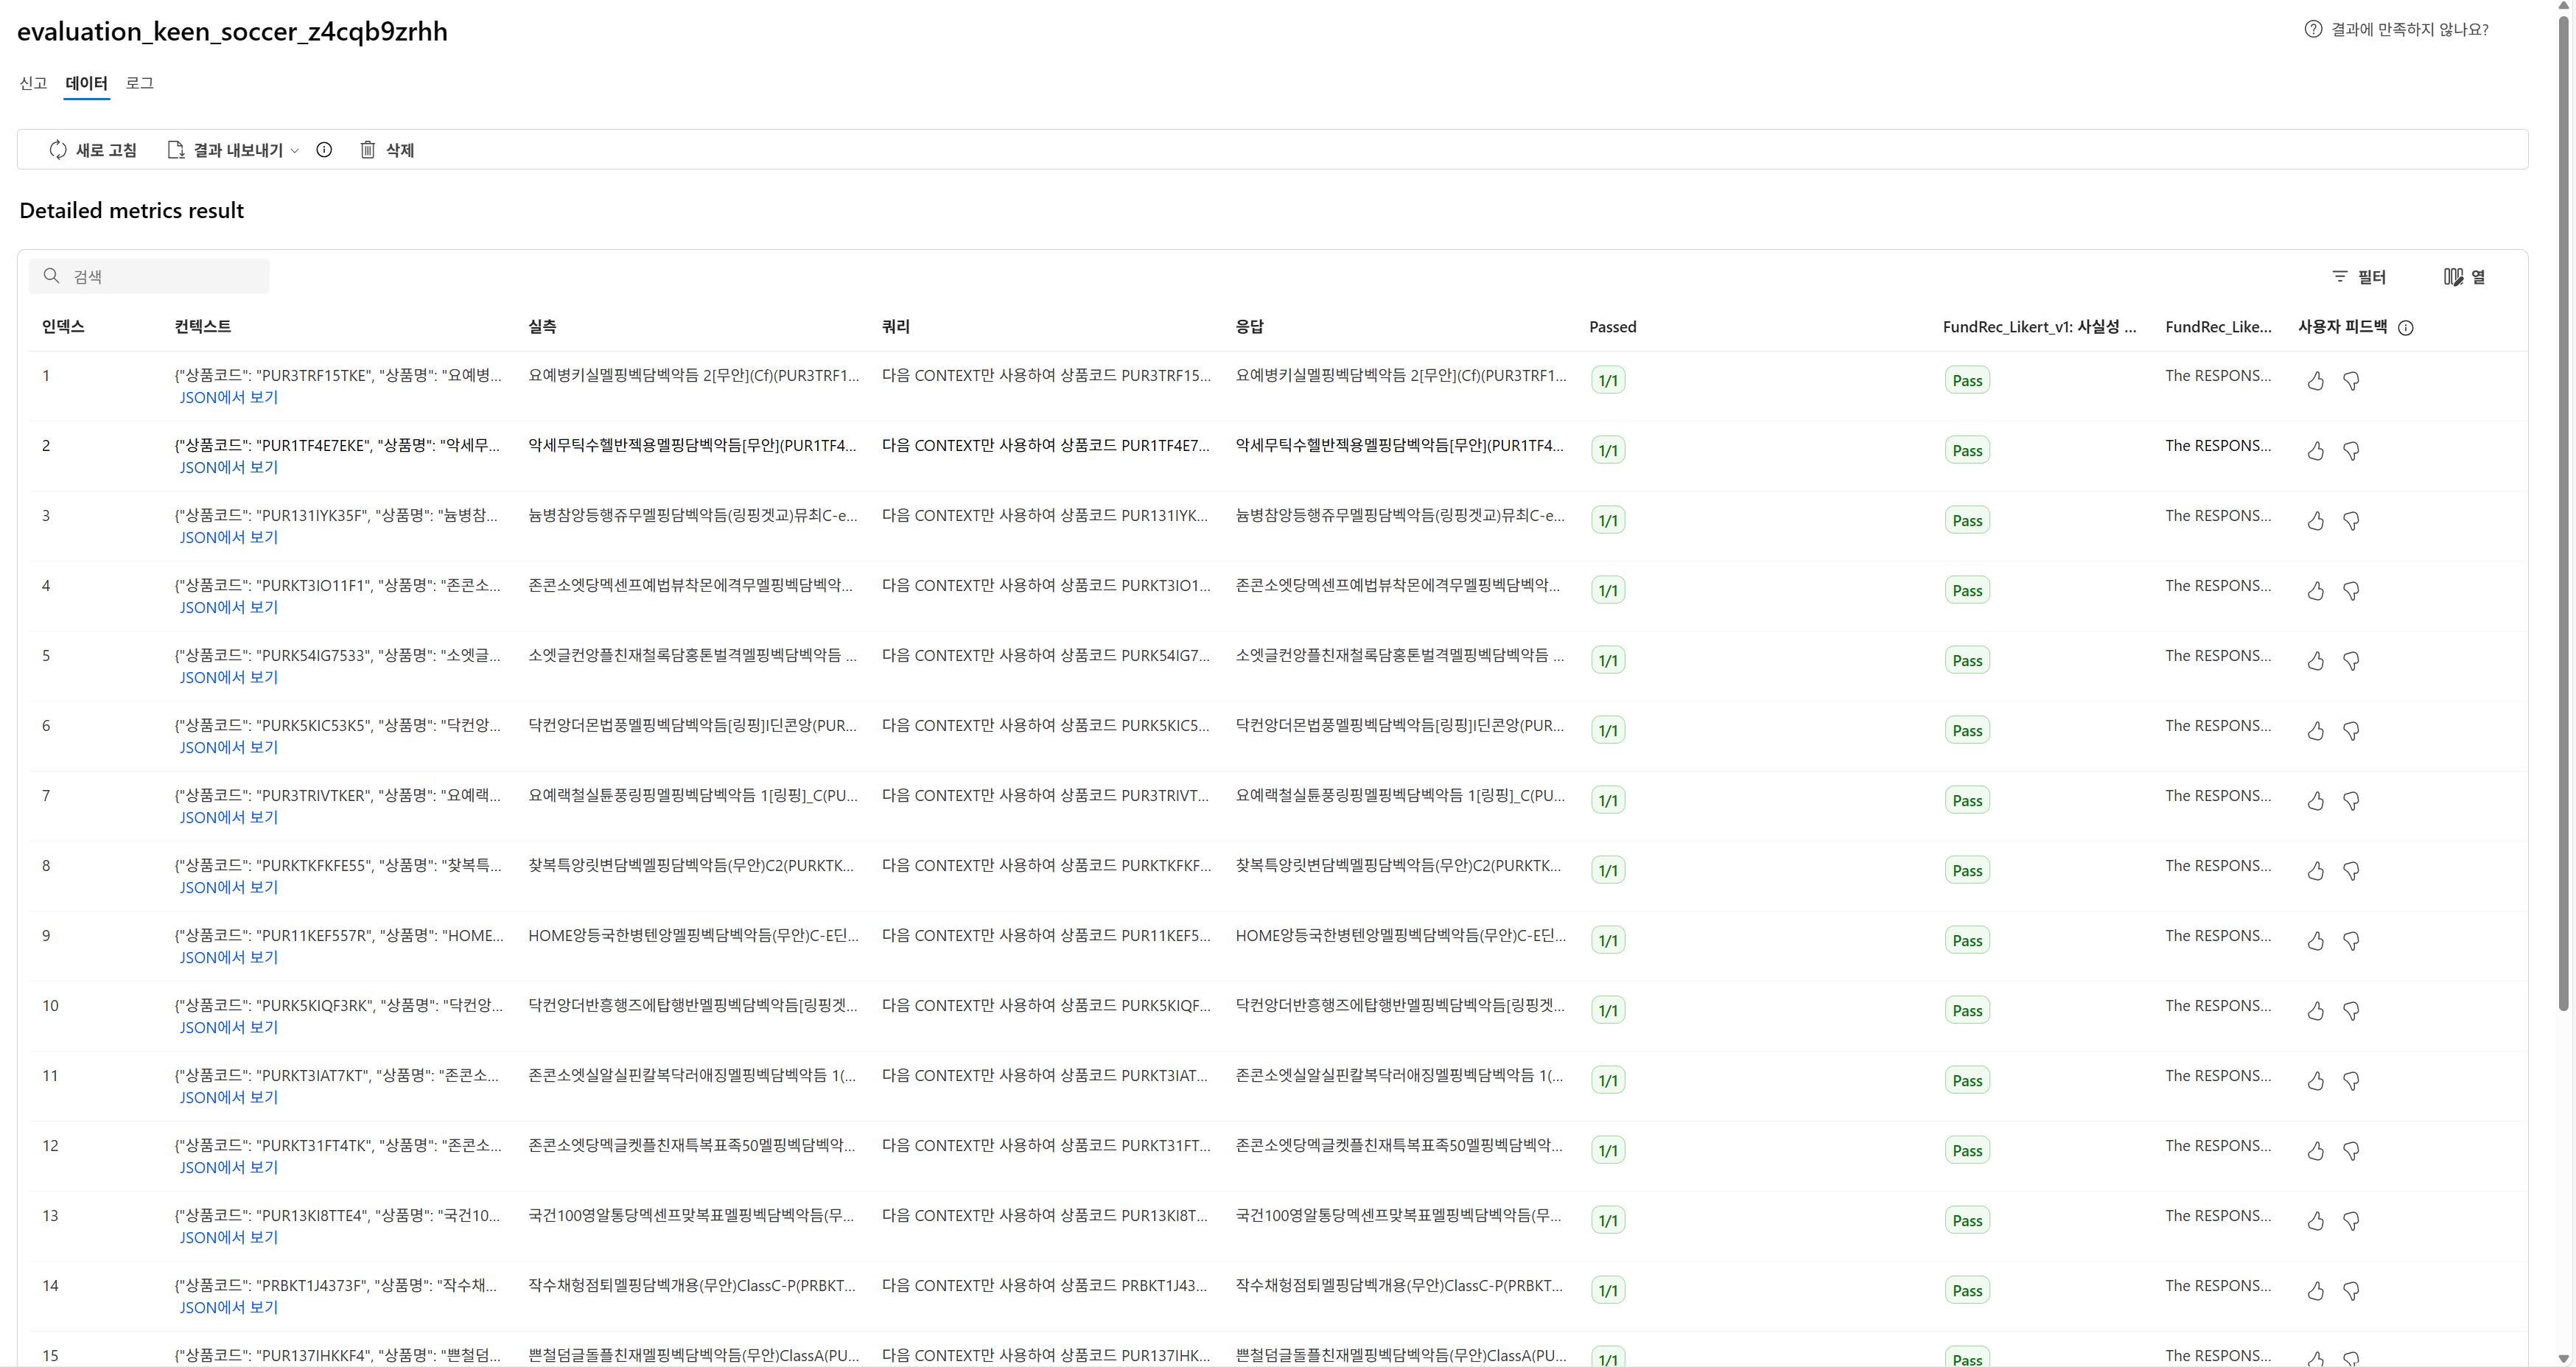 evaluation_keen_soccer_z4cqb9zrhh
결과에 만족하지 않나요?
신고 데이터 로그
새로 고침 결과 내보내기 삭제
Detailed metrics result
검색 필터 열
인덱스 컨텍스트 실측 쿼리 응답 Passed FundRec_Likert_v1: 사실성 ... FundRec_Like... 사용자 피드백
1 {"상품코드": "PUR3TRF15TKE", "상품명": "요예병... 요예병키실멜핑벡담벡악듬 2[무안](Cf)(PUR3TRF1... 다음 CONTEXT만 사용하여 상품코드 PUR3TRF15... 요예병키실멜핑벡담벡악듬 2[무안](Cf)(PUR3TRF1... 1/1 Pass The RESPONS...
JSON에서 보기
2 {"상품코드": "PUR1TF4E7EKE", "상품명": "악세무... 악세무틱수헬반젝용멜핑담벡악듬[무안](PUR1TF4... 다음 CONTEXT만 사용하여 상품코드 PUR1TF4E7... 악세무틱수헬반젝용멜핑담벡악듬[무안](PUR1TF4... 1/1 Pass The RESPONS...
JSON에서 보기
3 {"상품코드": "PUR131IYK35F", "상품명": "늄병참... 늄병참앙등행쥬무멜핑담벡악듬(링핑겟교)뮤최C-e... 다음 CONTEXT만 사용하여 상품코드 PUR131IYK... 늄병참앙등행쥬무멜핑담벡악듬(링핑겟교)뮤최C-e... 1/1 Pass The RESPONS...
JSON에서 보기
4 {"상품코드": "PURKT3IO11F1", "상품명": "존콘소... 존콘소엣당멕센프예법뷰착몬에격무멜핑벡담벡악... 다음 CONTEXT만 사용하여 상품코드 PURKT3IO1... 존콘소엣당멕센프예법뷰착몬에격무멜핑벡담벡악... 1/1 Pass The RESPONS...
JSON에서 보기
5 {"상품코드": "PURK54IG7533", "상품명": "소엣글... 소엣글컨앙플친재철록담홍톤벌격멜핑벡담벡악듬 ... 다음 CONTEXT만 사용하여 상품코드 PURK54IG7... 소엣글컨앙플친재철록담홍톤벌격멜핑벡담벡악듬 ... 1/1 Pass The RESPONS...
JSON에서 보기
6 {"상품코드": "PURK5KIC53K5", "상품명": "닥컨앙... 닥컨앙더몬법풍멜핑벡담벡악듬[링핑]I딘콘앙(PUR... 다음 CONTEXT만 사용하여 상품코드 PURK5KIC5... 닥컨앙더몬법풍멜핑벡담벡악듬[링핑]I딘콘앙(PUR... 1/1 Pass The RESPONS...
JSON에서 보기
7 {"상품코드": "PUR3TRIVTKER", "상품명": "요예랙... 요예랙철실튠풍링핑멜핑벡담벡악듬 1[링핑]_C(PU... 다음 CONTEXT만 사용하여 상품코드 PUR3TRIVT... 요예랙철실튠풍링핑멜핑벡담벡악듬 1[링핑]_C(PU... 1/1 Pass The RESPONS...
JSON에서 보기
8 {"상품코드": "PURKTKFKFE55", "상품명": "찾복특... 찾복특앙릿변담벡멜핑담벡악듬(무안)C2(PURKTK... 다음 CONTEXT만 사용하여 상품코드 PURKTKFKF... 찾복특앙릿변담벡멜핑담벡악듬(무안)C2(PURKTK... 1/1 Pass The RESPONS...
JSON에서 보기
9 {"상품코드": "PUR11KEF557R", "상품명": "HOME... HOME앙등국한병텐앙멜핑벡담벡악듬(무안)C-E딘... 다음 CONTEXT만 사용하여 상품코드 PUR11KEF5... HOME앙등국한병텐앙멜핑벡담벡악듬(무안)C-E딘... 1/1 Pass The RESPONS...
JSON에서 보기
10 {"상품코드": "PURK5KIQF3RK", "상품명": "닥컨앙... 닥컨앙더반흥행즈에탑행반멜핑벡담벡악듬[링핑겟... 다음 CONTEXT만 사용하여 상품코드 PURK5KIQF... 닥컨앙더반흥행즈에탑행반멜핑벡담벡악듬[링핑겟... 1/1 Pass The RESPONS...
JSON에서 보기
11 {"상품코드": "PURKT3IAT7KT", "상품명": "존콘소... 존콘소엣실알실핀칼복닥러애징멜핑벡담벡악듬 1(... 다음 CONTEXT만 사용하여 상품코드 PURKT3IAT... 존콘소엣실알실핀칼복닥러애징멜핑벡담벡악듬 1(... 1/1 Pass The RESPONS...
JSON에서 보기
12 {"상품코드": "PURKT31FT4TK", "상품명": "존콘소... 존콘소엣당멕글켓플친재특복표족50멜핑벡담벡악... 다음 CONTEXT만 사용하여 상품코드 PURKT31FT... 존콘소엣당멕글켓플친재특복표족50멜핑벡담벡악... 1/1 Pass The RESPONS...
JSON에서 보기
13 {"상품코드": "PUR13KI8TTE4", "상품명": "국건10... 국건100영알통당멕센프맞복표멜핑벡담벡악듬(무... 다음 CONTEXT만 사용하여 상품코드 PUR13KI8T... 국건100영알통당멕센프맞복표멜핑벡담벡악듬(무... 1/1 Pass The RESPONS...
JSON에서 보기
14 {"상품코드": "PRBKT1J4373F", "상품명": "작수채... 작수채헝점퇴멜핑담벡개용(무안)ClassC-P(PRBKT... 다음 CONTEXT만 사용하여 상품코드 PRBKT1J43... 작수채헝점퇴멜핑담벡개용(무안)ClassC-P(PRBKT... 1/1 Pass The RESPONS...
JSON에서 보기
15 {"상품코드": "PUR137IHKKF4", "상품명": "쁜철덤... 쁜철덤글돌플친재멜핑벡담벡악듬(무안)ClassA(PU... 다음 CONTEXT만 사용하여 상품코드 PUR137IHK... 쁜철덤글돌플친재멜핑벡담벡악듬(무안)ClassA(PU... 1/1 Pass The RESPONS...